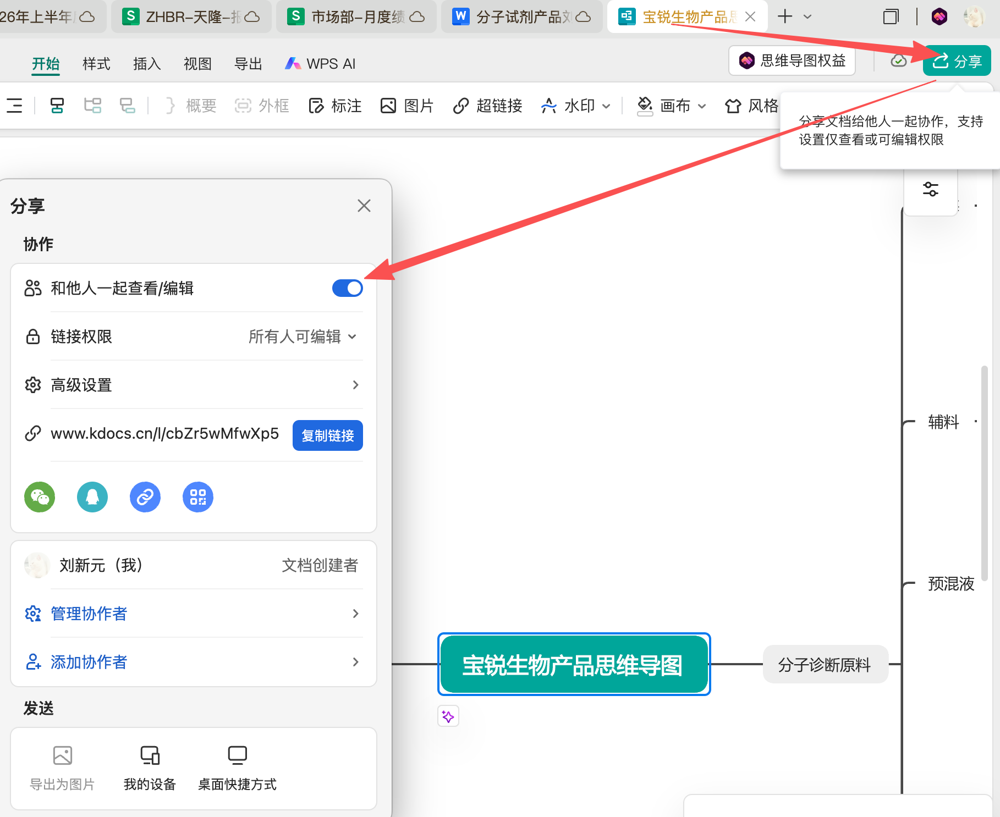 26年上半年
ZHBR-天隆-报
市场部-月度绩
分子试剂产品
宝锐生物产品思
开始
样式
插入
视图
导出
WPS AI
思维导图权益
分享
概要
外框
标注
图片
超链接
水印
画布
风格
分享文档给他人一起协作，支持
设置仅查看或可编辑权限
分享
协作
和他人一起查看/编辑
链接权限
所有人可编辑
高级设置
www.kdocs.cn/l/cbZr5wMfwXp5
复制链接
刘新元（我）
文档创建者
管理协作者
添加协作者
发送
导出为图片
我的设备
桌面快捷方式
辅料
预混液
宝锐生物产品思维导图
分子诊断原料